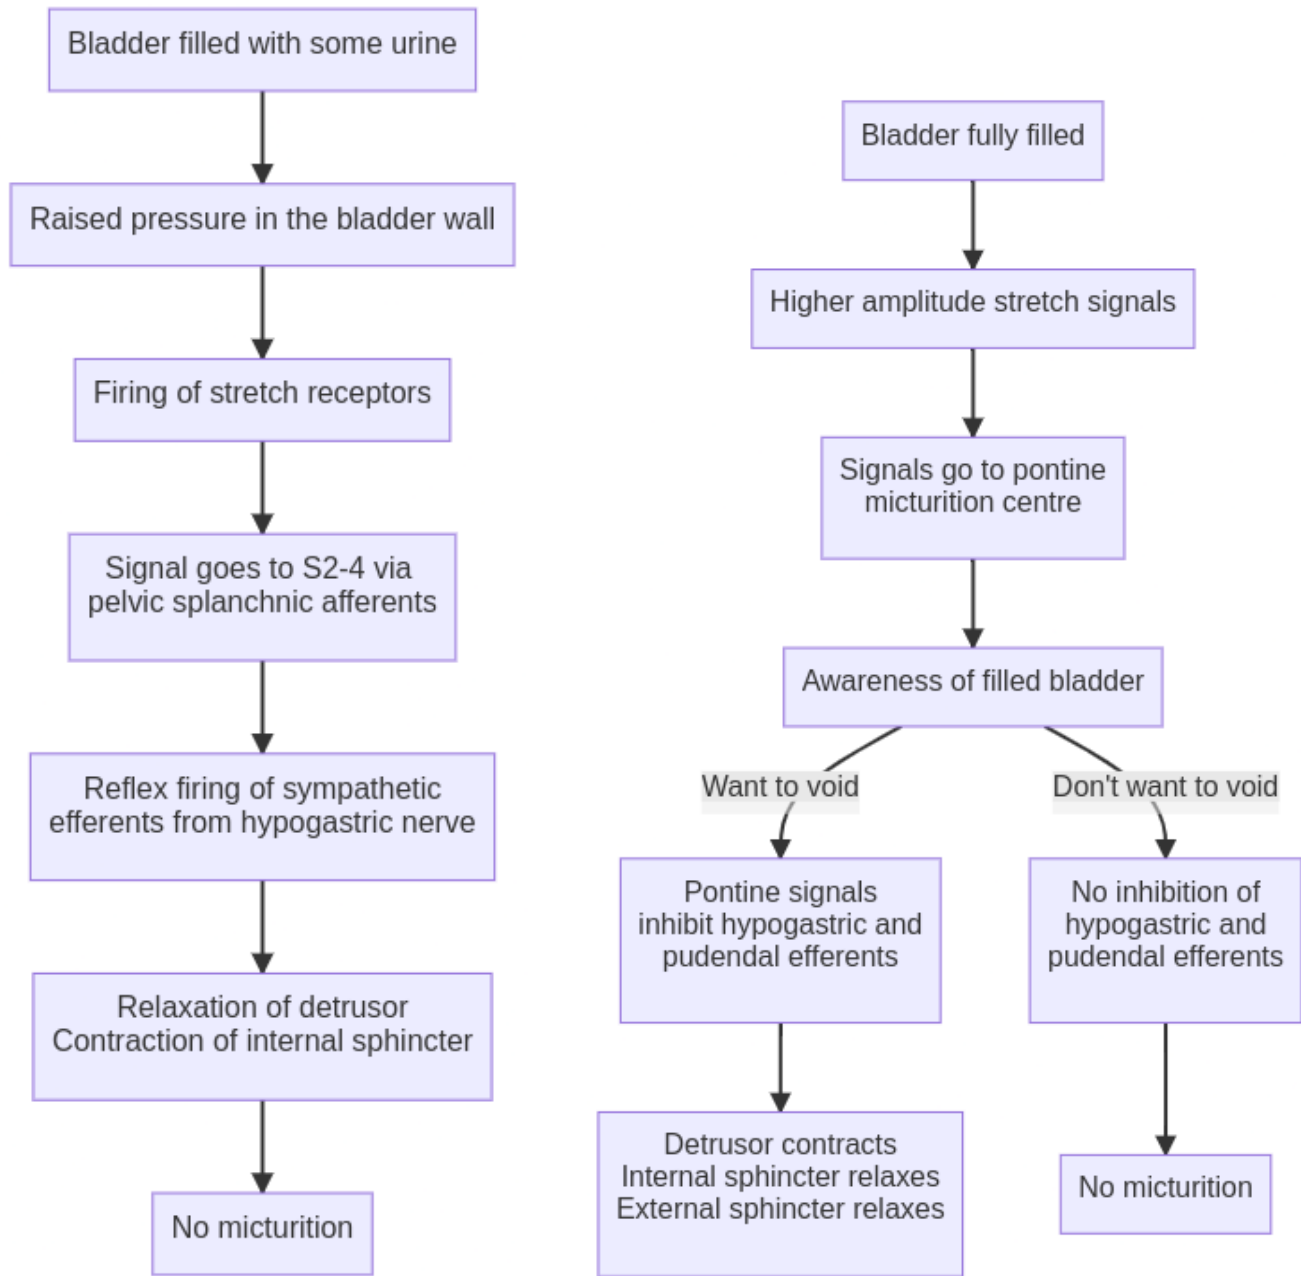 Bladder filled with some urine
Raised pressure in the bladder wall
Firing of stretch receptors
Signal goes to S2-4 via
pelvic splanchnic afferents
Reflex firing of sympathetic
efferents from hypogastric nerve
Relaxation of detrusor
Contraction of internal sphincter
No micturition
Bladder fully filled
Higher amplitude stretch signals
Signals go to pontine
micturition centre
Awareness of filled bladder
Want to void
Don't want to void
Pontine signals
inhibit hypogastric and
pudendal efferents
No inhibition of
hypogastric and
pudendal efferents
Detrusor contracts
Internal sphincter relaxes
External sphincter relaxes
No micturition